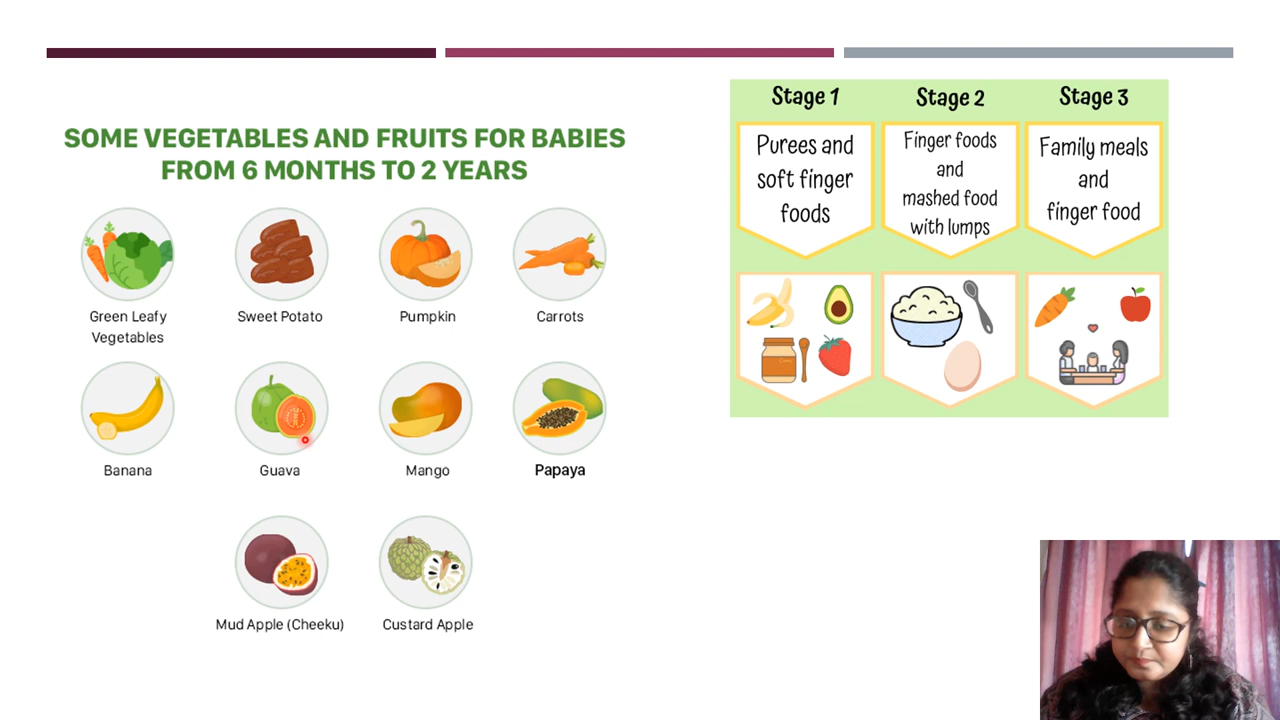 SOME VEGETABLES AND FRUITS FOR BABIES
FROM 6 MONTHS TO 2 YEARS
Green Leafy
Vegetables
Sweet Potato
Pumpkin
Carrots
Banana
Guava
Mango
Papaya
Mud Apple (Cheeku)
Custard Apple
Stage 1
Purees and
soft finger
foods
Stage 2
Finger foods
and
mashed food
with lumps
Stage 3
Family meals
and
finger food